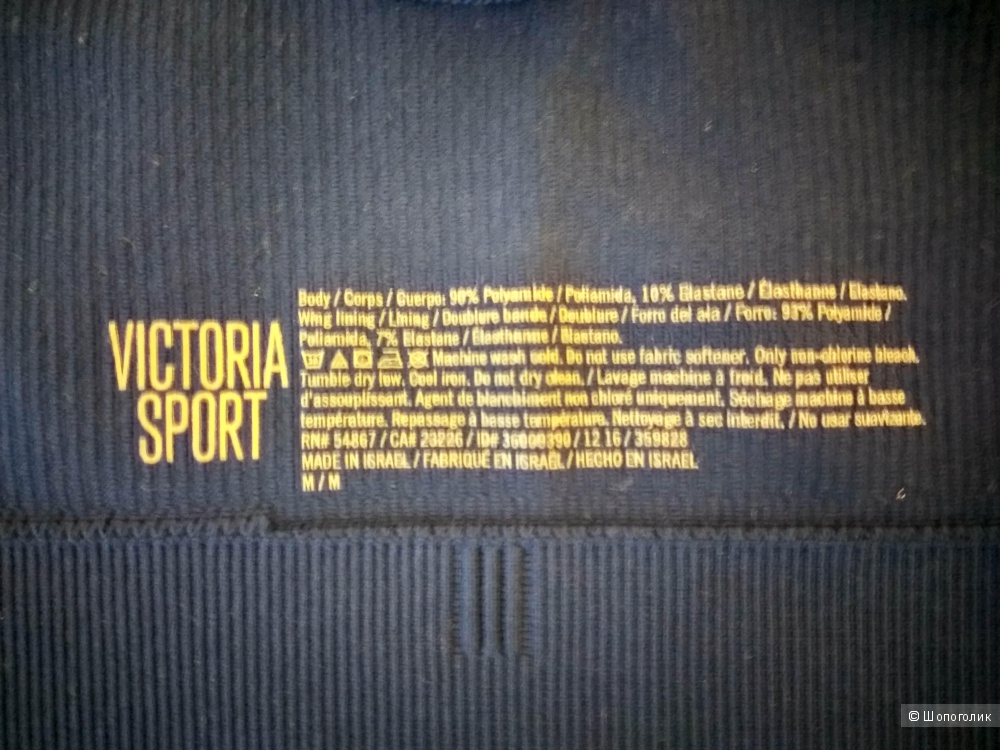 VICTORIA
SPORT
Body / Corps / Cuerpo: 90% Polyamide / Poliamida, 10% Elastane / Élasthanne / Elastano.
Wing lining / Lining / Doublure bande / Doublure / Forro del ala / Forro: 93% Polyamide /
Poliamida, 7% Elastane / Élasthanne / Elastano.
Machine wash cold. Do not use fabric softener. Only non-chlorine bleach.
Tumble dry low. Cool iron. Do not dry clean. / Lavage machine à froid. Ne pas utiliser
d'assouplissant. Agent de blanchiment non chloré uniquement. Séchage machine à basse
température. Repassage à basse température. Nettoyage à sec interdit. / No usar suavizante.
RN# 54867 / CA# 23226 / ID# / 12 16 / 359828
MADE IN ISRAEL / FABRIQUÉ EN ISRAËL / HECHO EN ISRAEL
M / M
© Шопоголик